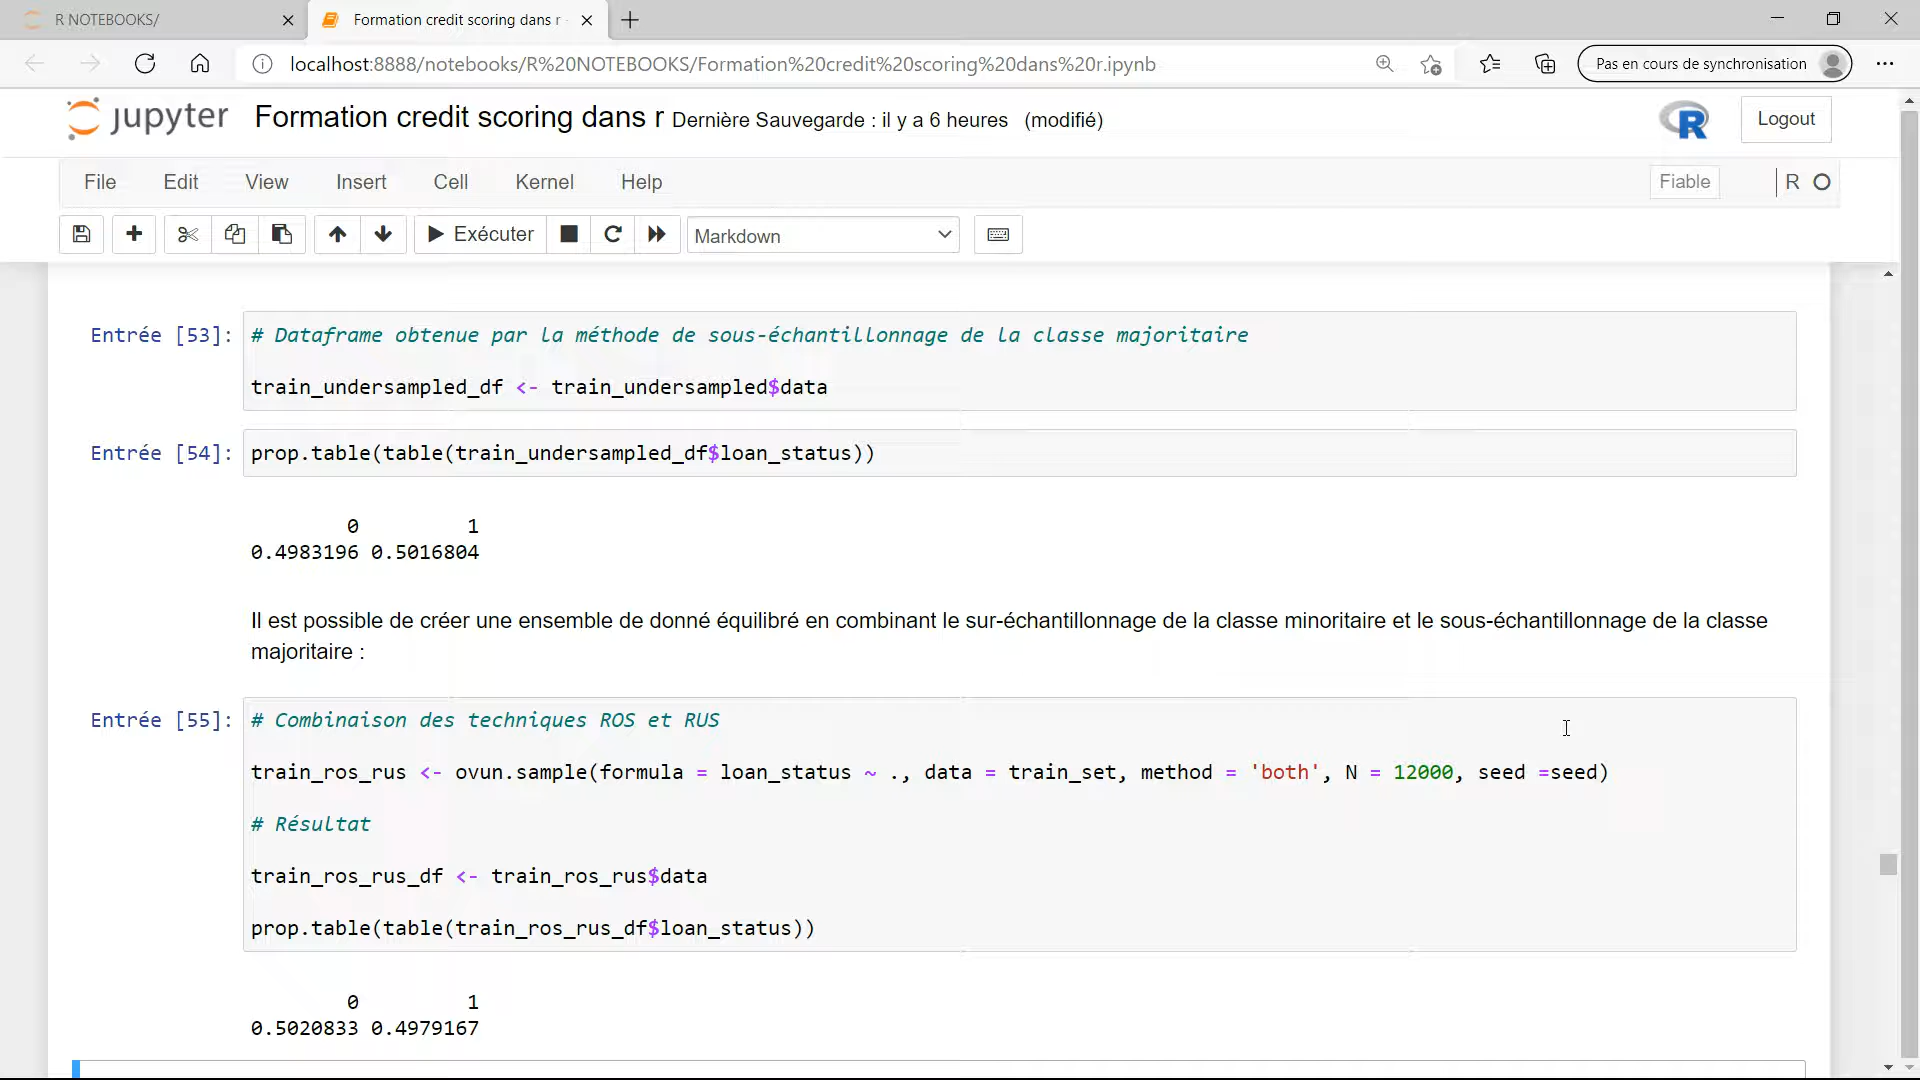 R NOTEBOOKS/
Formation credit scoring dans r
localhost:8888/notebooks/R%20NOTEBOOKS/Formation%20credit%20scoring%20dans%20r.ipynb
Pas en cours de synchronisation
jupyter Formation credit scoring dans r Dernière Sauvegarde : il y a 6 heures (modifié)
R
Logout
File Edit View Insert Cell Kernel Help
Fiable
R
Exécuter
Markdown
Entrée [53]: # Dataframe obtenue par la méthode de sous-échantillonnage de la classe majoritaire
train_undersampled_df <- train_undersampled$data
Entrée [54]: prop.table(table(train_undersampled_df$loan_status))
0 1
0.4983196 0.5016804
Il est possible de créer une ensemble de donné équilibré en combinant le sur-échantillonnage de la classe minoritaire et le sous-échantillonnage de la classe
majoritaire :
Entrée [55]: # Combinaison des techniques ROS et RUS
train_ros_rus <- ovun.sample(formula = loan_status ~ ., data = train_set, method = 'both', N = 12000, seed =seed)
# Résultat
train_ros_rus_df <- train_ros_rus$data
prop.table(table(train_ros_rus_df$loan_status))
0 1
0.5020833 0.4979167